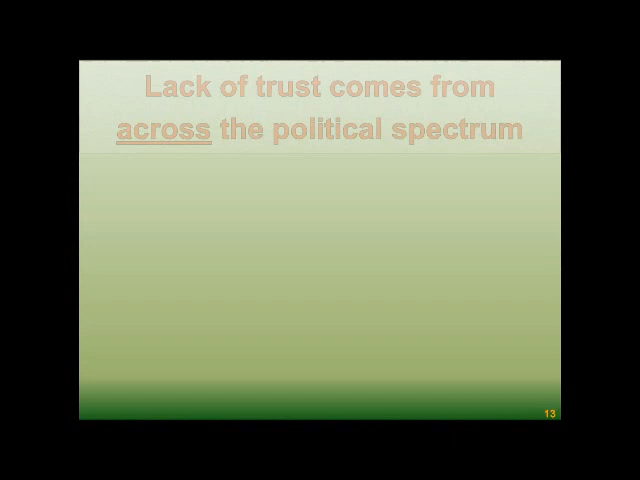 Lack of trust comes from
across the political spectrum
13